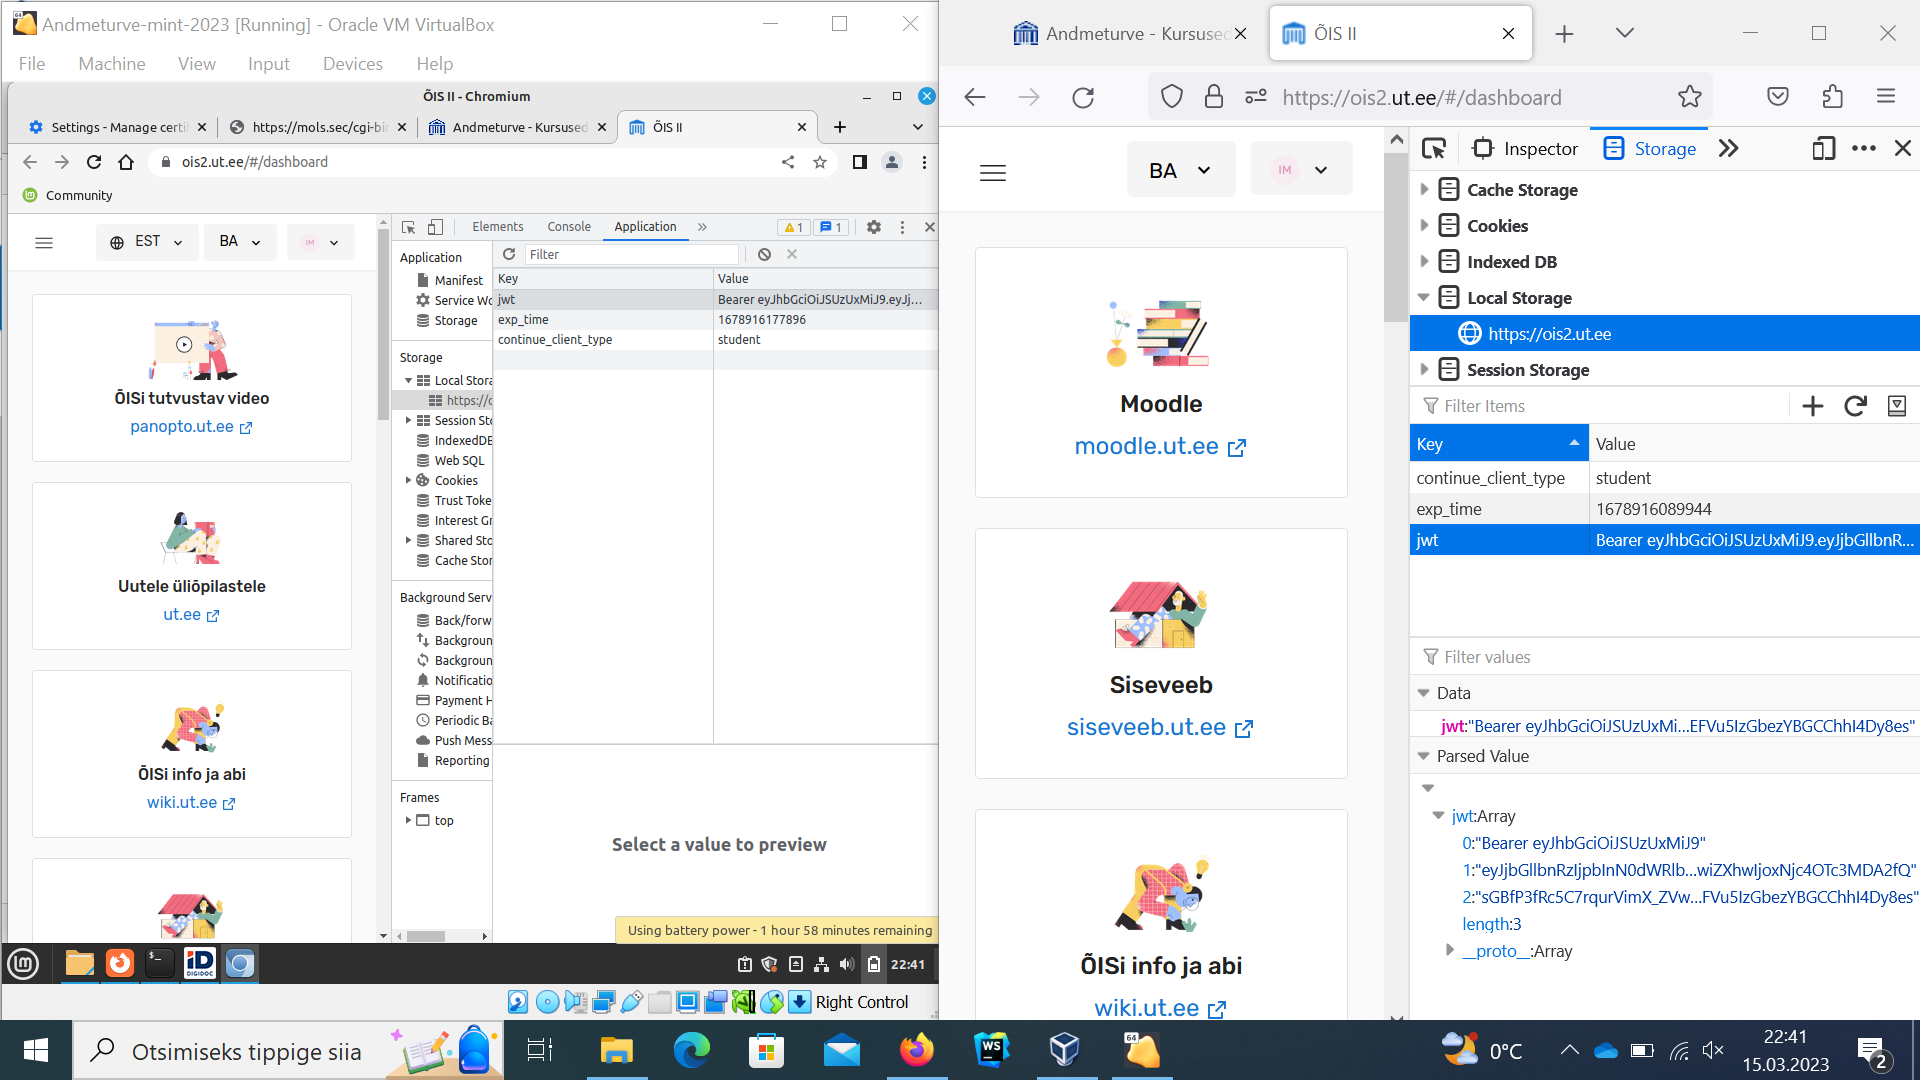 Andmeturve-mint-2023 [Running] - Oracle VM VirtualBox
File Machine View Input Devices Help
ÕIS II - Chromium
Settings - Manage certif
https://mols.sec/cgi-bin
Andmeturve - Kursused
ÕIS II
ois2.ut.ee/#/dashboard
Community
EST
BA
IM
ÕISi tutvustav video
panopto.ut.ee
Uutele üliõpilastele
ut.ee
ÕISi info ja abi
wiki.ut.ee
Elements Console Application
1
1
Application
Manifest
Service Wo
Storage
Storage
Local Stora
https://o
Session Sto
IndexedDB
Web SQL
Cookies
Trust Toke
Interest Gr
Shared Sto
Cache Stor
Background Serv
Back/forw
Backgroun
Backgroun
Notificatio
Payment H
Periodic Ba
Push Mess
Reporting
Frames
top
Filter
Key Value
jwt Bearer eyJhbGciOiJSUzUxMiJ9.eyJj…
exp_time 1678916177896
continue_client_type student
Select a value to preview
Using battery power - 1 hour 58 minutes remaining
iD
DIGIDOC
22:41
Right Control
Andmeturve - Kursused
ÕIS II
https://ois2.ut.ee/#/dashboard
BA
IM
Moodle
moodle.ut.ee
Siseveeb
siseveeb.ut.ee
ÕISi info ja abi
wiki.ut.ee
Inspector Storage
Cache Storage
Cookies
Indexed DB
Local Storage
https://ois2.ut.ee
Session Storage
Filter Items
Key Value
continue_client_type student
exp_time 1678916089944
jwt Bearer eyJhbGciOiJSUzUxMiJ9.eyJjbGllbnR...
Filter values
Data
jwt:"Bearer eyJhbGciOiJSUzUxMi...EFVu5IzGbezYBGCChhI4Dy8es"
Parsed Value
jwt:Array
0:"Bearer eyJhbGciOiJSUzUxMiJ9"
1:"eyJjbGllbnRzIjpbInN0dWRlb...wiZXhwIjoxNjc4OTc3MDA2fQ"
2:"sGBfP3fRc5C7rqurVimX_ZVw...FVu5IzGbezYBGCChhI4Dy8es"
length:3
__proto__:Array
Otsimiseks tippige siia
WS
64
0°C
22:41
15.03.2023
2